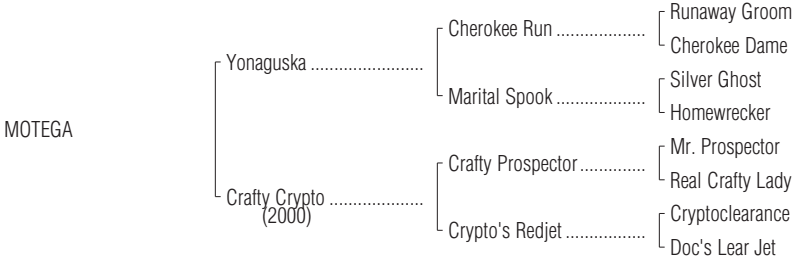 Runaway Groom
Cherokee Run ...................
Cherokee Dame
Yonaguska ........................
Silver Ghost
Marital Spook ...................
Homewrecker
MOTEGA
Mr. Prospector
Crafty Prospector..............
Real Crafty Lady
Crafty Crypto ....................
(2000)
Cryptoclearance
Crypto's Redjet .................
Doc's Lear Jet